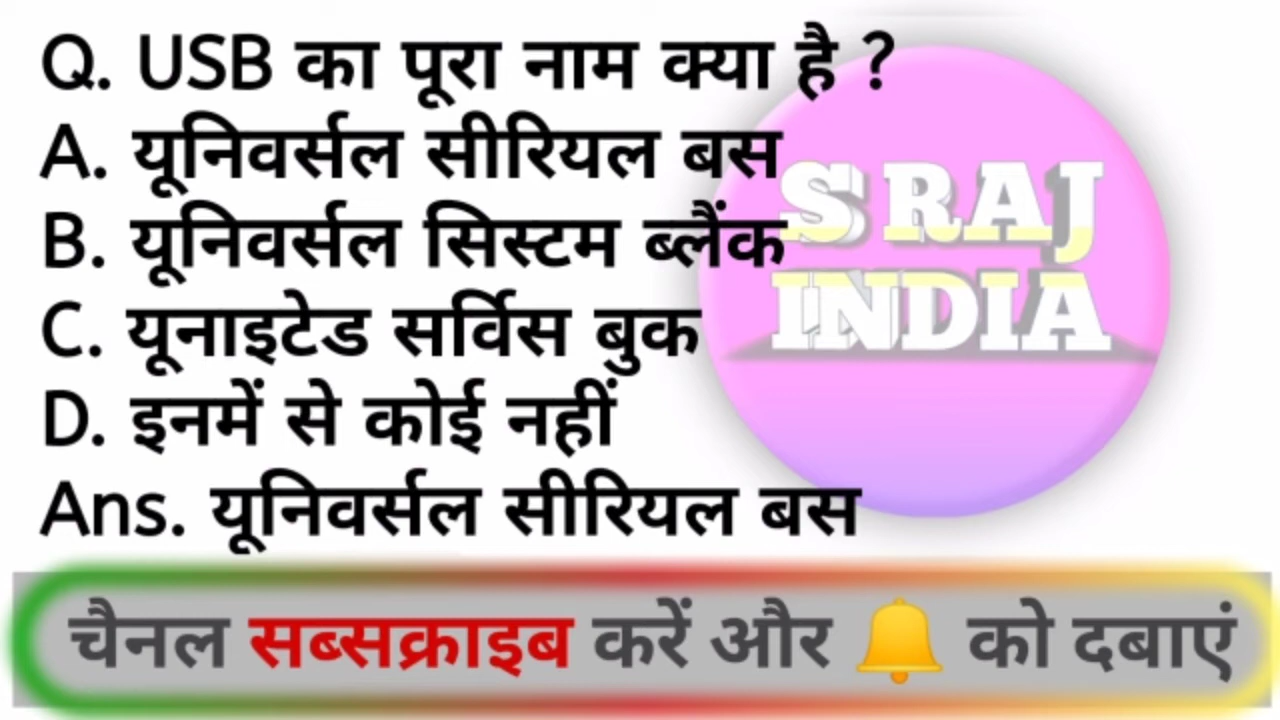 Q. USB का पूरा नाम क्या है ?
A. यूनिवर्सल सीरियल बस
B. यूनिवर्सल सिस्टम ब्लैंक
C. यूनाइटेड सर्विस बुक
D. इनमें से कोई नहीं
Ans. यूनिवर्सल सीरियल बस
S RAJ
INDIA
चैनल सब्सक्राइब करें और 🔔 को दबाएं